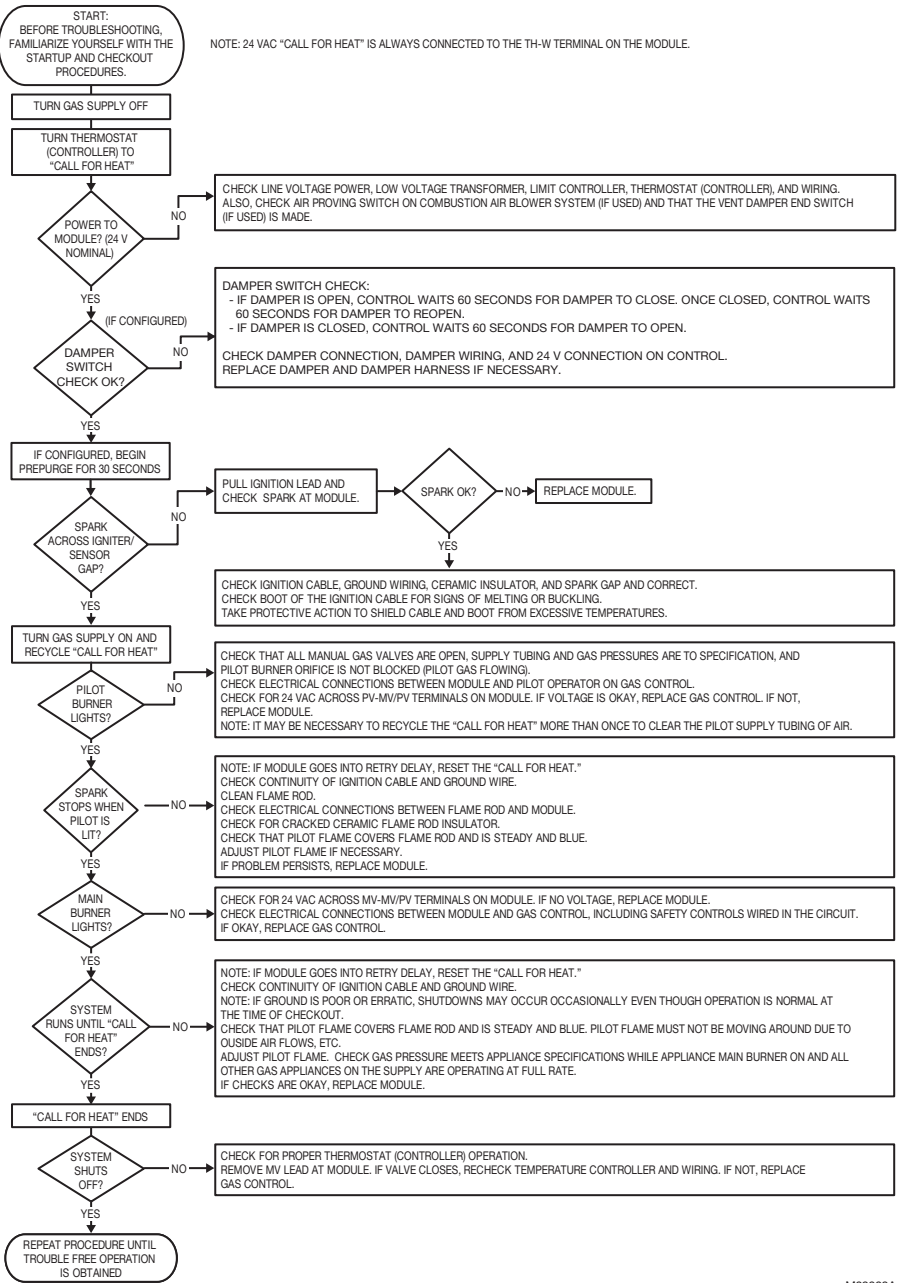 START:
BEFORE TROUBLESHOOTING,
FAMILIARIZE YOURSELF WITH THE
STARTUP AND CHECKOUT
PROCEDURES.
NOTE: 24 VAC “CALL FOR HEAT” IS ALWAYS CONNECTED TO THE TH-W TERMINAL ON THE MODULE.
TURN GAS SUPPLY OFF
TURN THERMOSTAT
(CONTROLLER) TO
“CALL FOR HEAT”
POWER TO
MODULE? (24 V
NOMINAL)
NO
CHECK LINE VOLTAGE POWER, LOW VOLTAGE TRANSFORMER, LIMIT CONTROLLER, THERMOSTAT (CONTROLLER), AND WIRING.
ALSO, CHECK AIR PROVING SWITCH ON COMBUSTION AIR BLOWER SYSTEM (IF USED) AND THAT THE VENT DAMPER END SWITCH
(IF USED) IS MADE.
YES
(IF CONFIGURED)
DAMPER
SWITCH
CHECK OK?
NO
DAMPER SWITCH CHECK:
- IF DAMPER IS OPEN, CONTROL WAITS 60 SECONDS FOR DAMPER TO CLOSE. ONCE CLOSED, CONTROL WAITS
60 SECONDS FOR DAMPER TO REOPEN.
- IF DAMPER IS CLOSED, CONTROL WAITS 60 SECONDS FOR DAMPER TO OPEN.
CHECK DAMPER CONNECTION, DAMPER WIRING, AND 24 V CONNECTION ON CONTROL.
REPLACE DAMPER AND DAMPER HARNESS IF NECESSARY.
YES
IF CONFIGURED, BEGIN
PREPURGE FOR 30 SECONDS
SPARK
ACROSS IGNITER/
SENSOR
GAP?
NO
PULL IGNITION LEAD AND
CHECK SPARK AT MODULE.
SPARK OK?
NO
REPLACE MODULE.
YES
CHECK IGNITION CABLE, GROUND WIRING, CERAMIC INSULATOR, AND SPARK GAP AND CORRECT.
CHECK BOOT OF THE IGNITION CABLE FOR SIGNS OF MELTING OR BUCKLING.
TAKE PROTECTIVE ACTION TO SHIELD CABLE AND BOOT FROM EXCESSIVE TEMPERATURES.
YES
TURN GAS SUPPLY ON AND
RECYCLE “CALL FOR HEAT”
PILOT
BURNER
LIGHTS?
NO
CHECK THAT ALL MANUAL GAS VALVES ARE OPEN, SUPPLY TUBING AND GAS PRESSURES ARE TO SPECIFICATION, AND
PILOT BURNER ORIFICE IS NOT BLOCKED (PILOT GAS FLOWING).
CHECK ELECTRICAL CONNECTIONS BETWEEN MODULE AND PILOT OPERATOR ON GAS CONTROL.
CHECK FOR 24 VAC ACROSS PV-MV/PV TERMINALS ON MODULE. IF VOLTAGE IS OKAY, REPLACE GAS CONTROL. IF NOT,
REPLACE MODULE.
NOTE: IT MAY BE NECESSARY TO RECYCLE THE “CALL FOR HEAT” MORE THAN ONCE TO CLEAR THE PILOT SUPPLY TUBING OF AIR.
YES
SPARK
STOPS WHEN
PILOT IS
LIT?
NO
NOTE: IF MODULE GOES INTO RETRY DELAY, RESET THE “CALL FOR HEAT.”
CHECK CONTINUITY OF IGNITION CABLE AND GROUND WIRE.
CLEAN FLAME ROD.
CHECK ELECTRICAL CONNECTIONS BETWEEN FLAME ROD AND MODULE.
CHECK FOR CRACKED CERAMIC FLAME ROD INSULATOR.
CHECK THAT PILOT FLAME COVERS FLAME ROD AND IS STEADY AND BLUE.
ADJUST PILOT FLAME IF NECESSARY.
IF PROBLEM PERSISTS, REPLACE MODULE.
YES
MAIN
BURNER
LIGHTS?
NO
CHECK FOR 24 VAC ACROSS MV-MV/PV TERMINALS ON MODULE. IF NO VOLTAGE, REPLACE MODULE.
CHECK ELECTRICAL CONNECTIONS BETWEEN MODULE AND GAS CONTROL, INCLUDING SAFETY CONTROLS WIRED IN THE CIRCUIT.
IF OKAY, REPLACE GAS CONTROL.
YES
SYSTEM
RUNS UNTIL “CALL
FOR HEAT”
ENDS?
NO
NOTE: IF MODULE GOES INTO RETRY DELAY, RESET THE “CALL FOR HEAT.”
CHECK CONTINUITY OF IGNITION CABLE AND GROUND WIRE.
NOTE: IF GROUND IS POOR OR ERRATIC, SHUTDOWNS MAY OCCUR OCCASIONALLY EVEN THOUGH OPERATION IS NORMAL AT
THE TIME OF CHECKOUT.
CHECK THAT PILOT FLAME COVERS FLAME ROD AND IS STEADY AND BLUE. PILOT FLAME MUST NOT BE MOVING AROUND DUE TO
OUSIDE AIR FLOWS, ETC.
ADJUST PILOT FLAME. CHECK GAS PRESSURE MEETS APPLIANCE SPECIFICATIONS WHILE APPLIANCE MAIN BURNER ON AND ALL
OTHER GAS APPLIANCES ON THE SUPPLY ARE OPERATING AT FULL RATE.
IF CHECKS ARE OKAY, REPLACE MODULE.
YES
“CALL FOR HEAT” ENDS
SYSTEM
SHUTS
OFF?
NO
CHECK FOR PROPER THERMOSTAT (CONTROLLER) OPERATION.
REMOVE MV LEAD AT MODULE. IF VALVE CLOSES, RECHECK TEMPERATURE CONTROLLER AND WIRING. IF NOT, REPLACE
GAS CONTROL.
YES
REPEAT PROCEDURE UNTIL
TROUBLE FREE OPERATION
IS OBTAINED